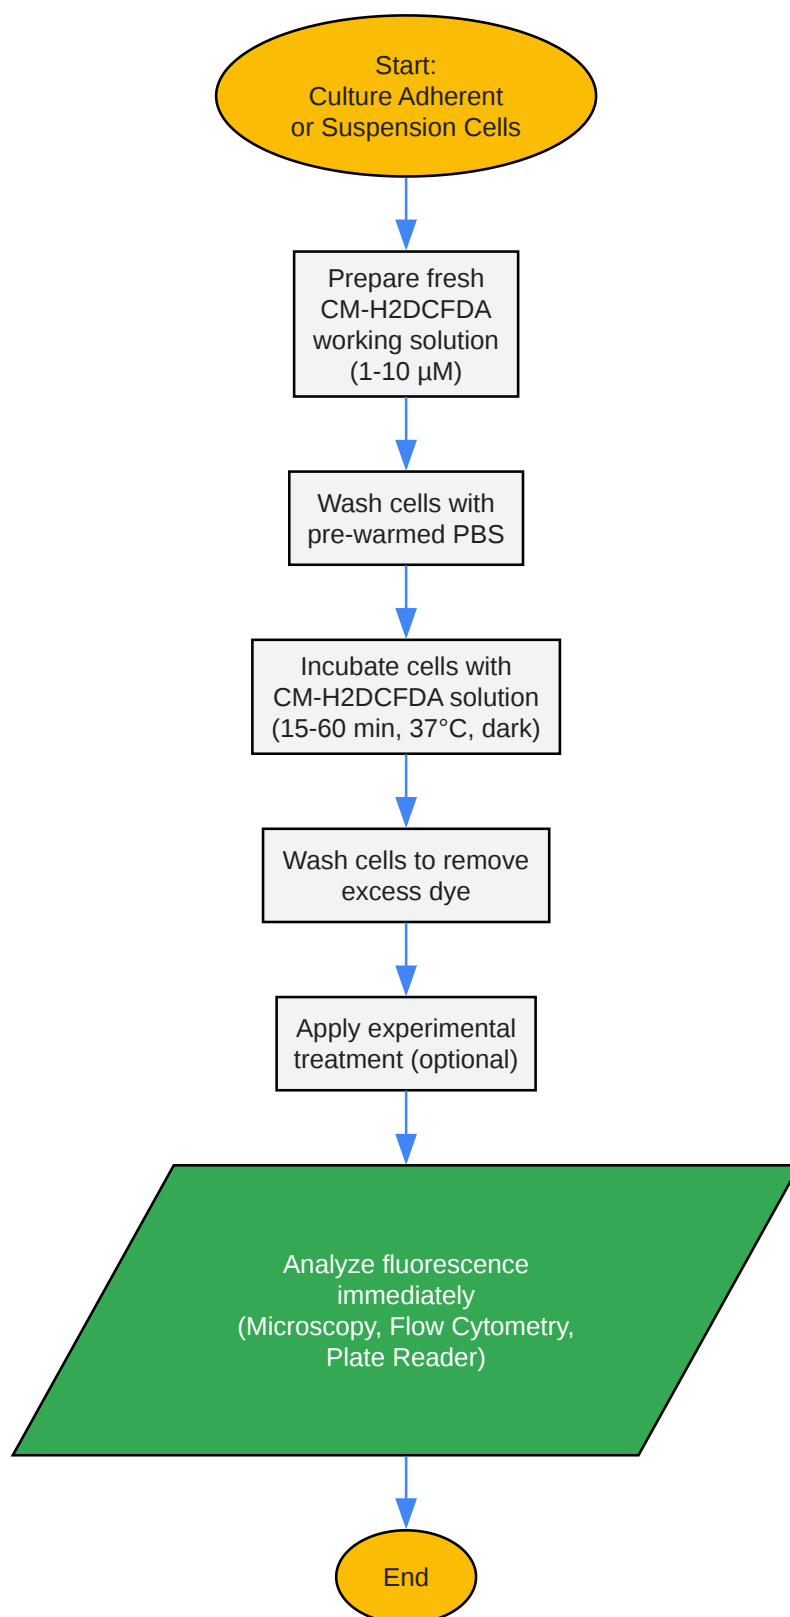 Start:
Culture Adherent
or Suspension Cells
Prepare fresh
CM-H2DCFDA
working solution
(1-10 µM)
Wash cells with
pre-warmed PBS
Incubate cells with
CM-H2DCFDA solution
(15-60 min, 37°C, dark)
Wash cells to remove
excess dye
Apply experimental
treatment (optional)
Analyze fluorescence
immediately
(Microscopy, Flow Cytometry,
Plate Reader)
End